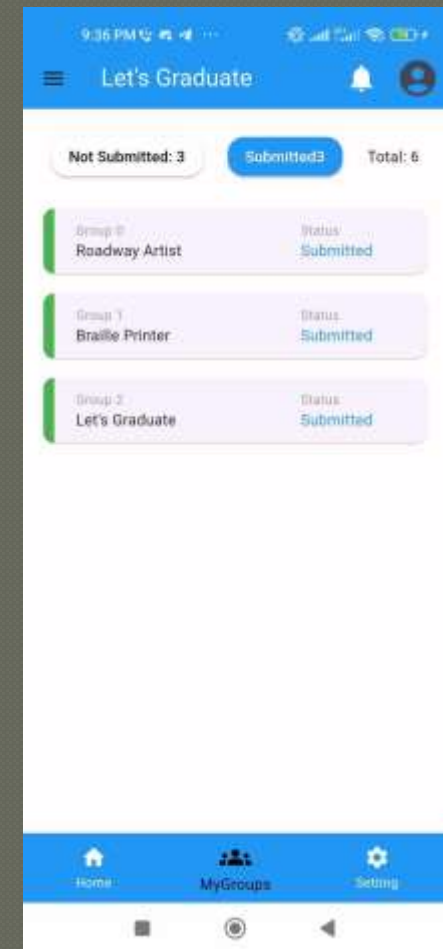 9:36 PM
Let's Graduate
Not Submitted: 3
Submitted3
Total: 6
Group 0
Status
Roadway Artist
Submitted
Group 1
Status
Braille Printer
Submitted
Group 2
Status
Let's Graduate
Submitted
Home
MyGroups
Setting